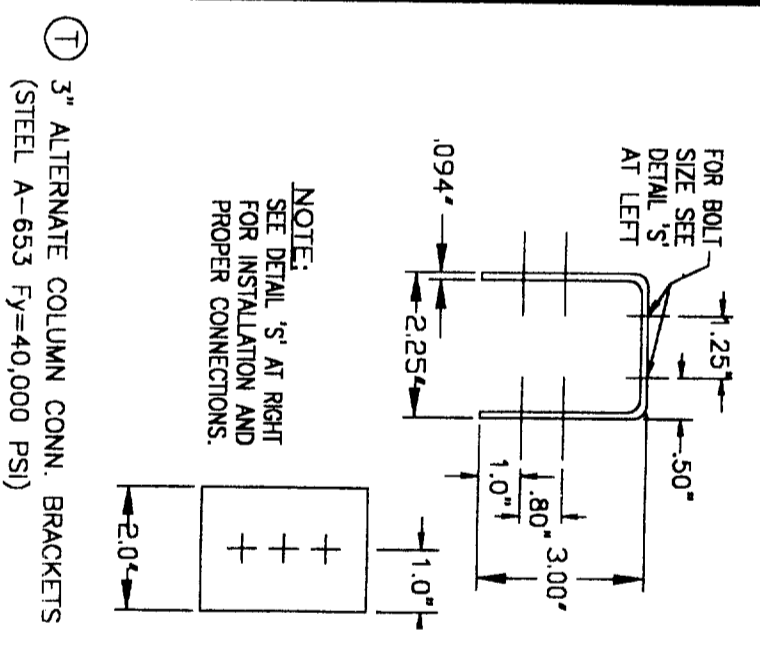 FOR BOLT
SIZE SEE
DETAIL 'S'
AT LEFT
1.25"
.50"
.094"
2.25"
1.0"
.80"
3.00"
NOTE:
SEE DETAIL 'S' AT RIGHT
FOR INSTALLATION AND
PROPER CONNECTIONS.
1.0"
2.0"
T 3" ALTERNATE COLUMN CONN. BRACKETS
(STEEL A-653 Fy=40,000 PSI)